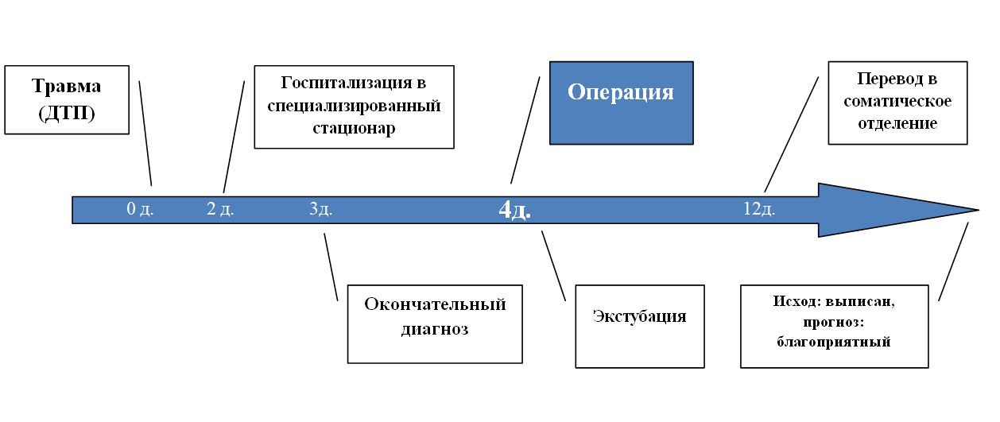 Травма
(ДТП)
Госпитализация в
специализированный
стационар
Операция
Перевод в
соматическое
отделение
0 д.
2 д.
3д.
4д.
12д.
Окончательный
диагноз
Экстубация
Исход: выписан,
прогноз:
благоприятный